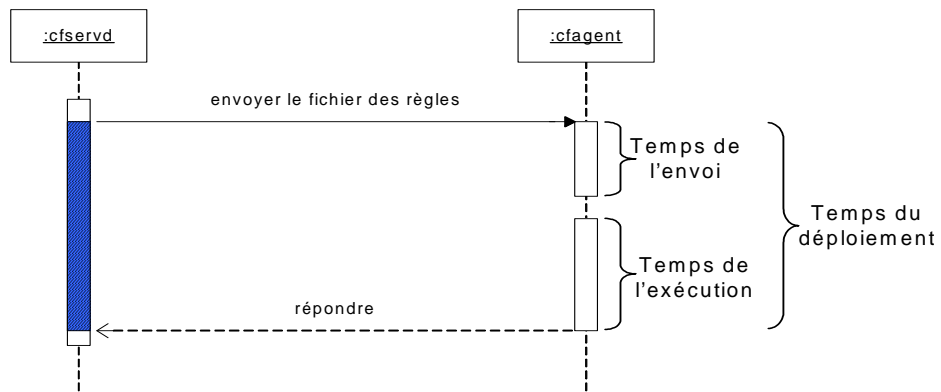 :cfservd
:cfagent
envoyer le fichier des règles
Temps de
l'envoi
Temps du
déploiement
Temps de
l'exécution
répondre